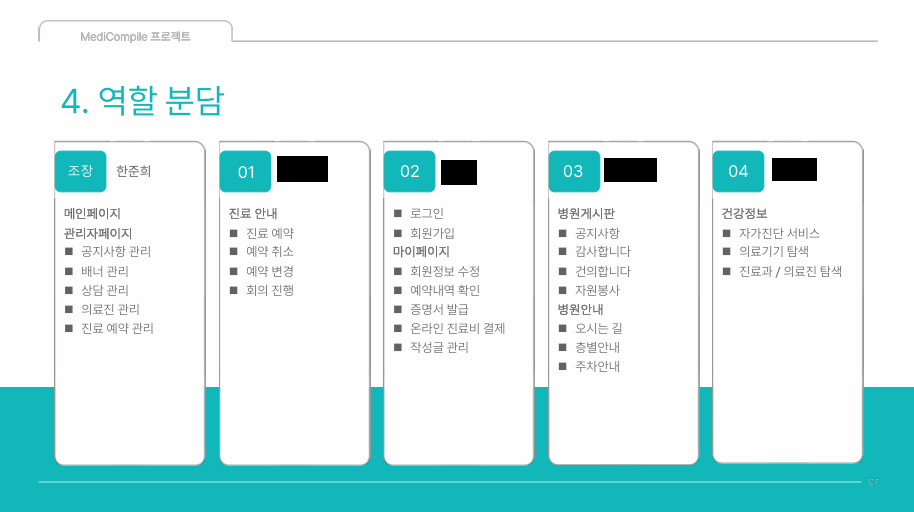 MediCompile 프로젝트
4. 역할 분담
조장 한준희
메인페이지
관리자페이지
■ 공지사항 관리
■ 배너 관리
■ 상담 관리
■ 의료진 관리
■ 진료 예약 관리
01
진료 안내
■ 진료 예약
■ 예약 취소
■ 예약 변경
■ 회의 진행
02
■ 로그인
■ 회원가입
마이페이지
■ 회원정보 수정
■ 예약내역 확인
■ 증명서 발급
■ 온라인 진료비 결제
■ 작성글 관리
03
병원게시판
■ 공지사항
■ 감사합니다
■ 건의합니다
■ 자원봉사
병원안내
■ 오시는 길
■ 층별안내
■ 주차안내
04
건강정보
■ 자가진단 서비스
■ 의료기기 탐색
■ 진료과 / 의료진 탐색
07